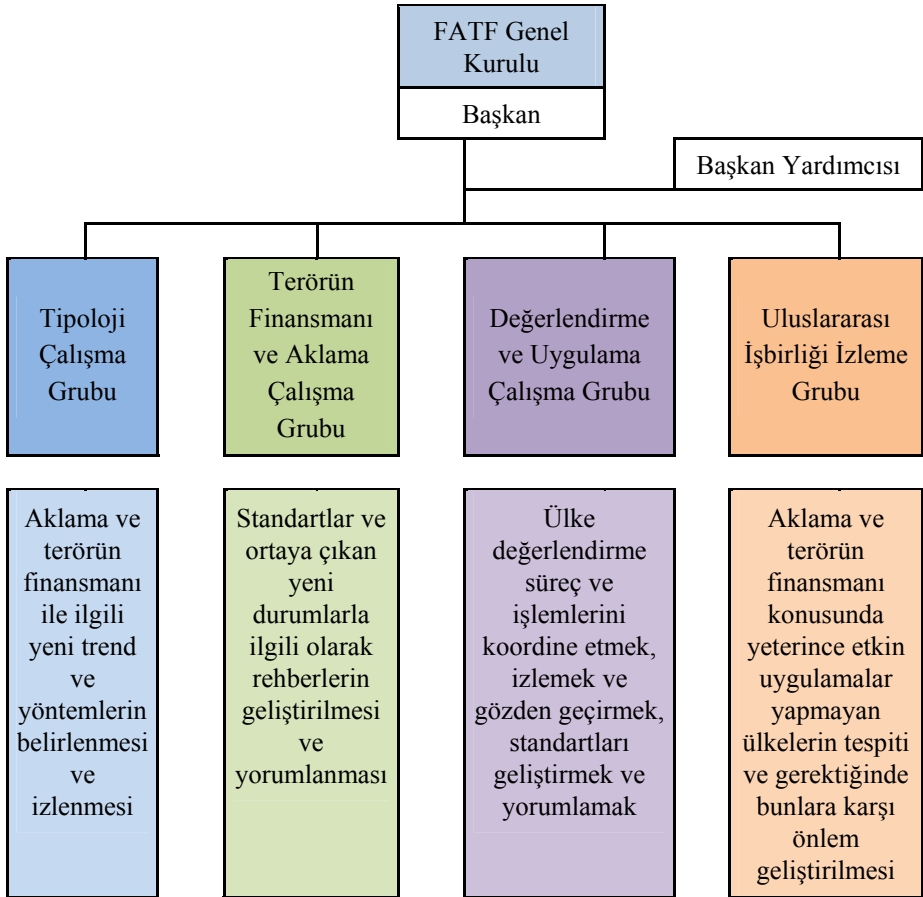 FATF Genel
Kurulu
Başkan
Başkan Yardımcısı
Tipoloji
Çalışma
Grubu
Terörün
Finansmanı
ve Aklama
Çalışma
Grubu
Değerlendirme
ve Uygulama
Çalışma Grubu
Uluslararası
İşbirliği İzleme
Grubu
Aklama ve
terörün
finansmanı
ile ilgili
yeni trend
ve
yöntemlerin
belirlenmesi
ve
izlenmesi
Standartlar ve
ortaya çıkan
yeni
durumlarla
ilgili olarak
rehberlerin
geliştirilmesi
ve
yorumlanması
Ülke
değerlendirme
süreç ve
işlemlerini
koordine etmek,
izlemek ve
gözden geçirmek,
standartları
geliştirmek ve
yorumlamak
Aklama ve
terörün
finansmanı
konusunda
yeterince etkin
uygulamalar
yapmayan
ülkelerin tespiti
ve gerektiğinde
bunlara karşı
önlem
geliştirilmesi